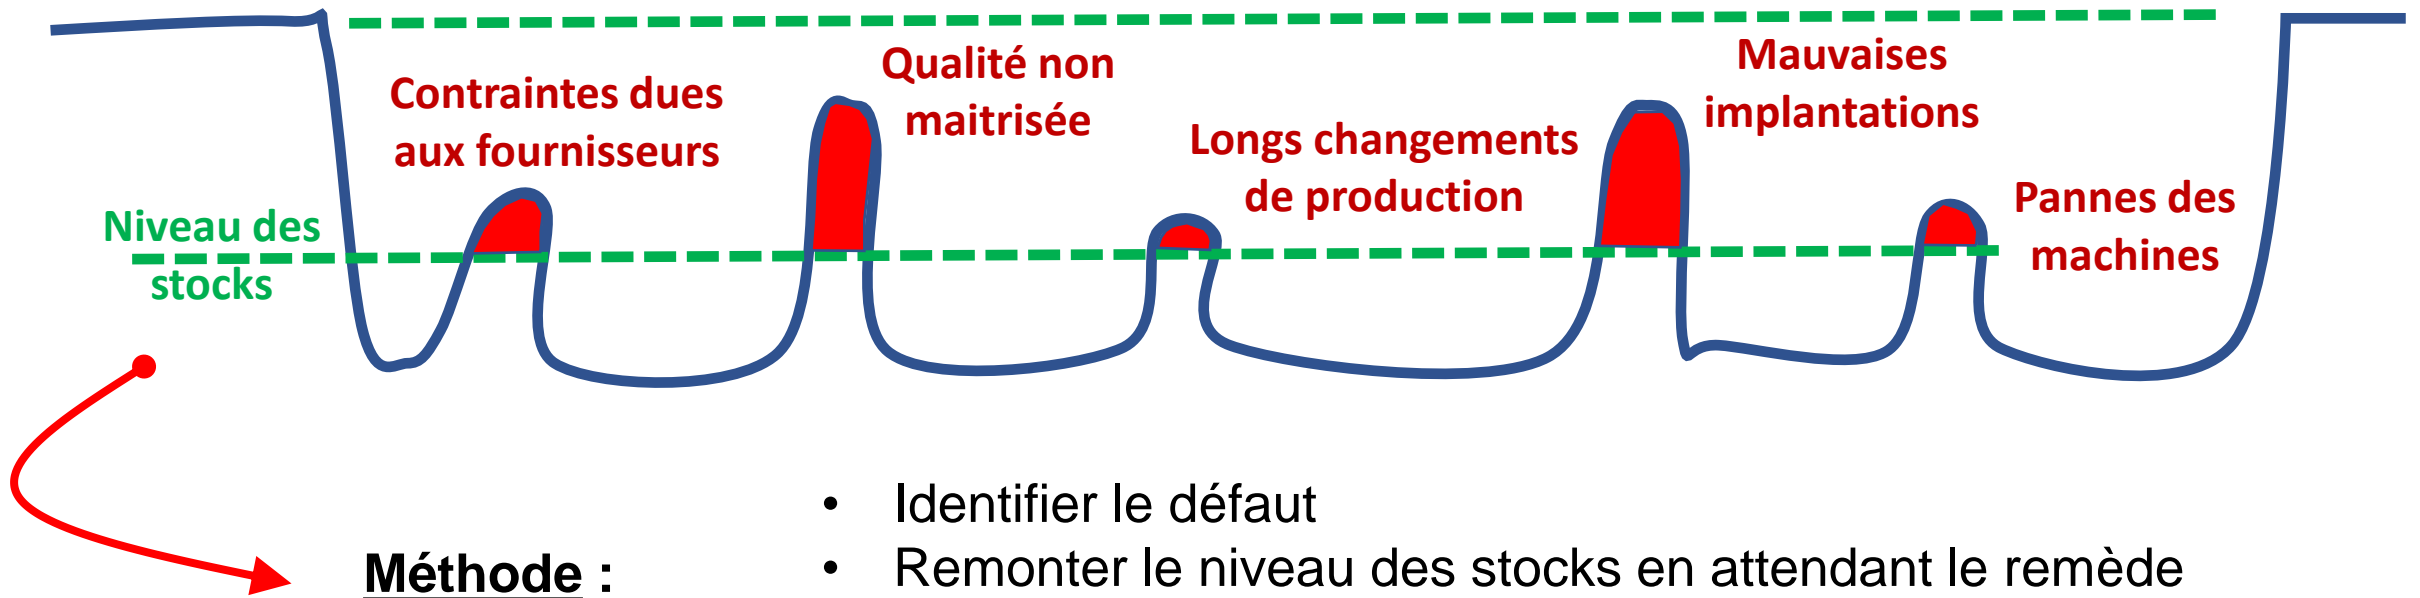 Contraintes dues
aux fournisseurs
Qualité non
maitrisée
Longs changements
de production
Mauvaises
implantations
Pannes des
machines
Niveau des
stocks
Méthode :
• Identifier le défaut
• Remonter le niveau des stocks en attendant le remède